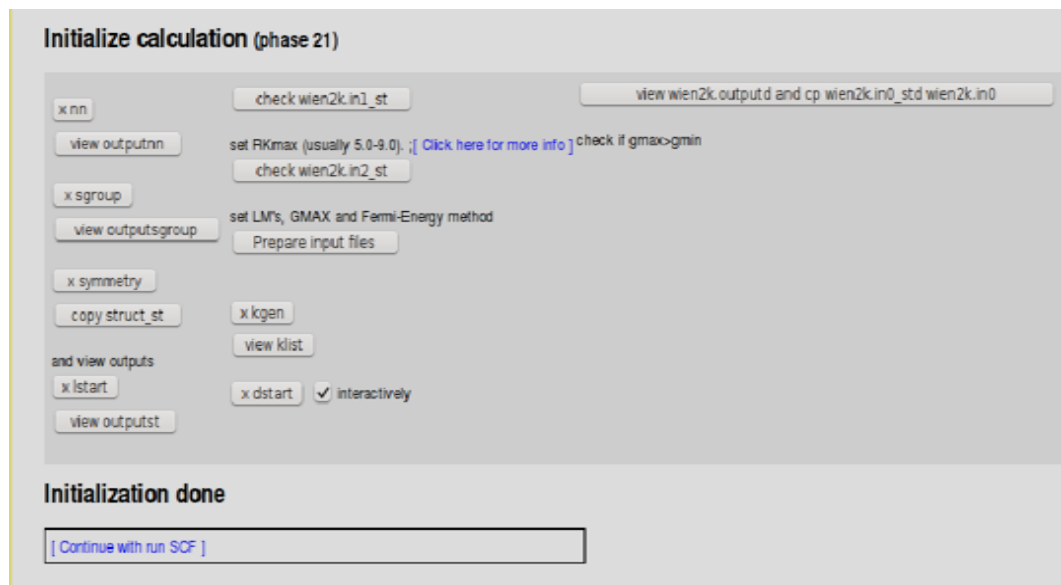 Initialize calculation (phase 21)
x nn
view outputnn
x sgroup
view outputsgroup
x symmetry
copy struct_st
and view outputs
x lstart
view outputst
check wien2k.in1_st
set RKmax (usually 5.0-9.0). ;[ Click here for more info ]
check wien2k.in2_st
set LM's, GMAX and Fermi-Energy method
Prepare input files
x kgen
view klist
x dstart interactively
view wien2k.outputd and cp wien2k.in0_std wien2k.in0
check if gmax>gmin
Initialization done
[ Continue with run SCF ]